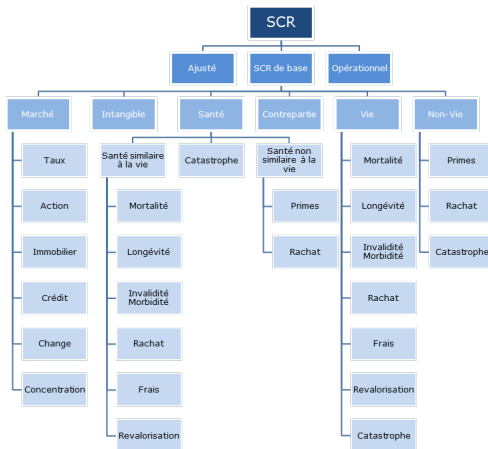 SCR
Ajusté
SCR de base
Opérationnel
Marché
Intangible
Santé
Contrepartie
Vie
Non-Vie
Taux
Action
Immobilier
Crédit
Change
Concentration
Santé similaire
à la vie
Mortalité
Longévité
Invalidité
Morbidité
Rachat
Frais
Revalorisation
Catastrophe
Santé non
similaire à la
vie
Primes
Rachat
Mortalité
Longévité
Invalidité
Morbidité
Rachat
Frais
Revalorisation
Catastrophe
Primes
Rachat
Catastrophe